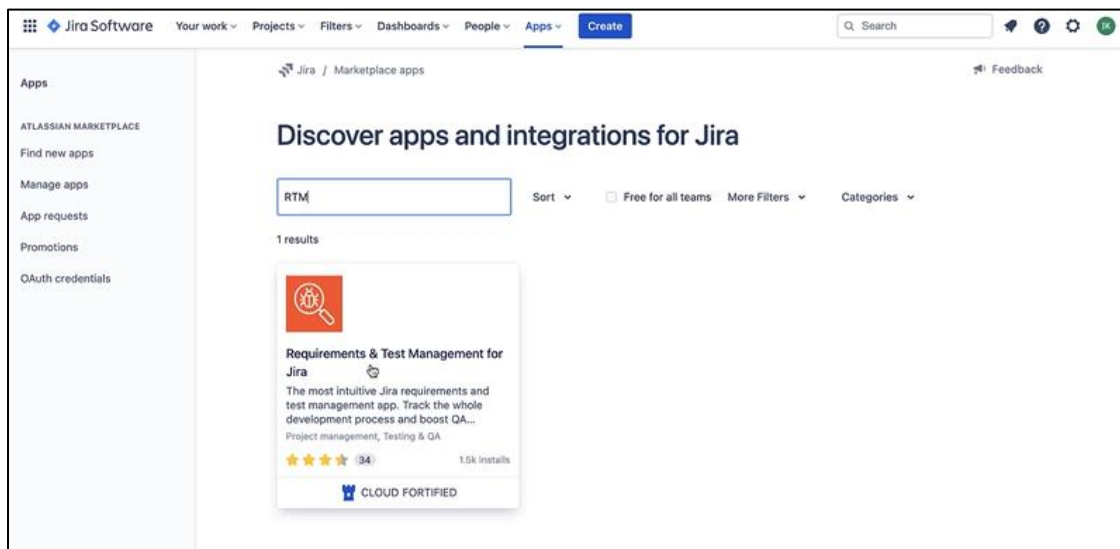 Jira Software Your work Projects Filters Dashboards People Apps Create Search IK
Apps
Jira / Marketplace apps
Feedback
ATLASSIAN MARKETPLACE
Find new apps
Manage apps
App requests
Promotions
OAuth credentials
Discover apps and integrations for Jira
RTM
Sort Free for all teams More Filters Categories
1 results
Requirements & Test Management for
Jira
The most intuitive Jira requirements and
test management app. Track the whole
development process and boost QA...
Project management, Testing & QA
34 1.5k installs
CLOUD FORTIFIED